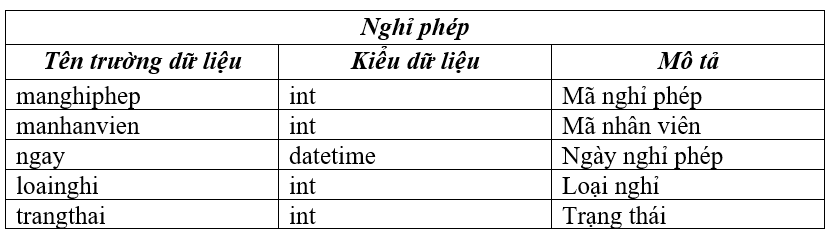 Nghỉ phép
Tên trường dữ liệu Kiểu dữ liệu Mô tả
manghiphep int Mã nghỉ phép
manhanvien int Mã nhân viên
ngay datetime Ngày nghỉ phép
loainghi int Loại nghỉ
trangthai int Trạng thái